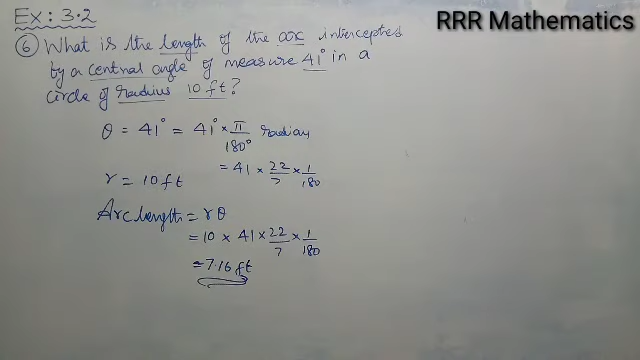 Ex: 3.2
RRR Mathematics
6 What is the length of the arc intercepted
by a central angle of measure 41° in a
circle of radius 10 ft?
θ = 41° = 41° × π/180° radian
= 41 × 22/7 × 1/180
r = 10 ft
Arc length = r θ
= 10 × 41 × 22/7 × 1/180
= 7.16 ft